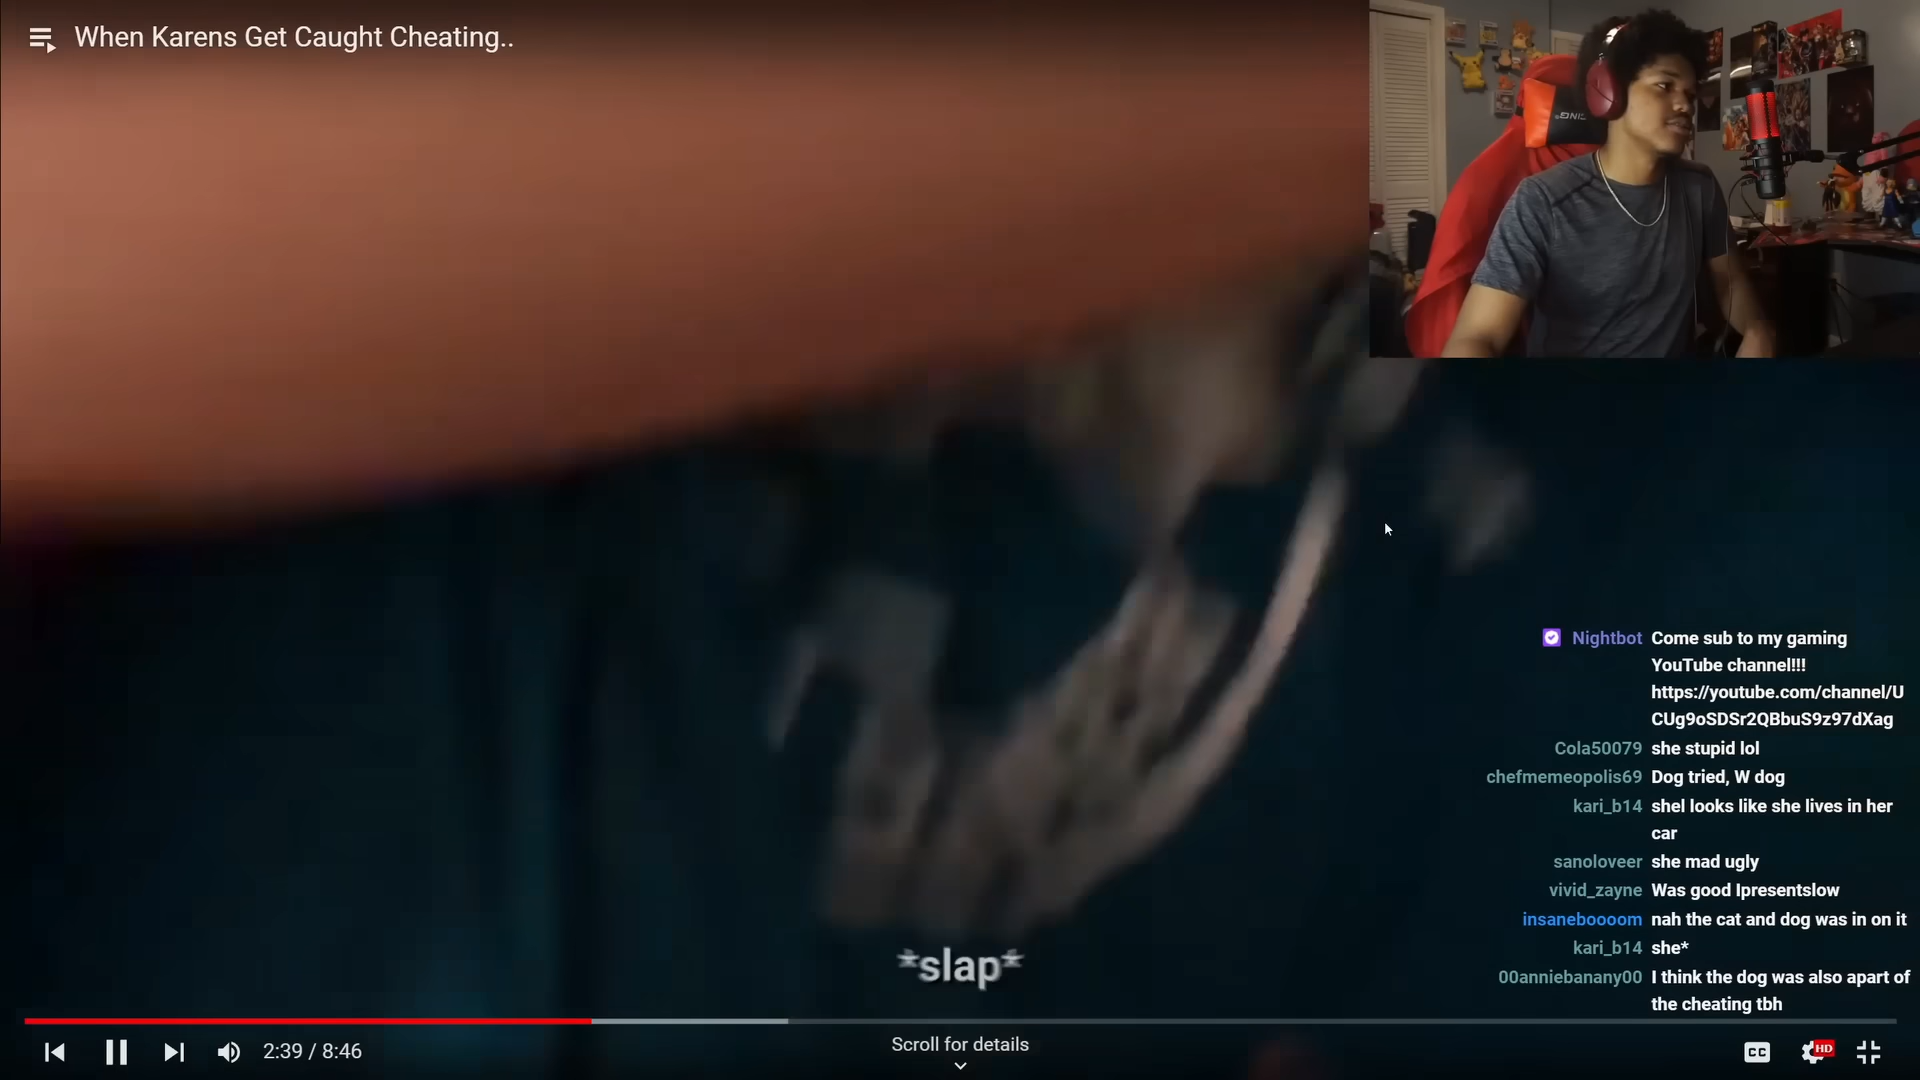 When Karens Get Caught Cheating..
Nightbot Come sub to my gaming
YouTube channel!!!
https://youtube.com/channel/U
CUg9oSDSr2QBbuS9z97dXag
Cola50079 she stupid lol
chefmemeopolis69 Dog tried, W dog
kari_b14 shel looks like she lives in her
car
sanoloveer she mad ugly
vivid_zayne Was good Ipresentslow
insaneboooom nah the cat and dog was in on it
kari_b14 she*
00anniebanany00 I think the dog was also apart of
the cheating tbh
*slap*
2:39 / 8:46
Scroll for details
CC
HD